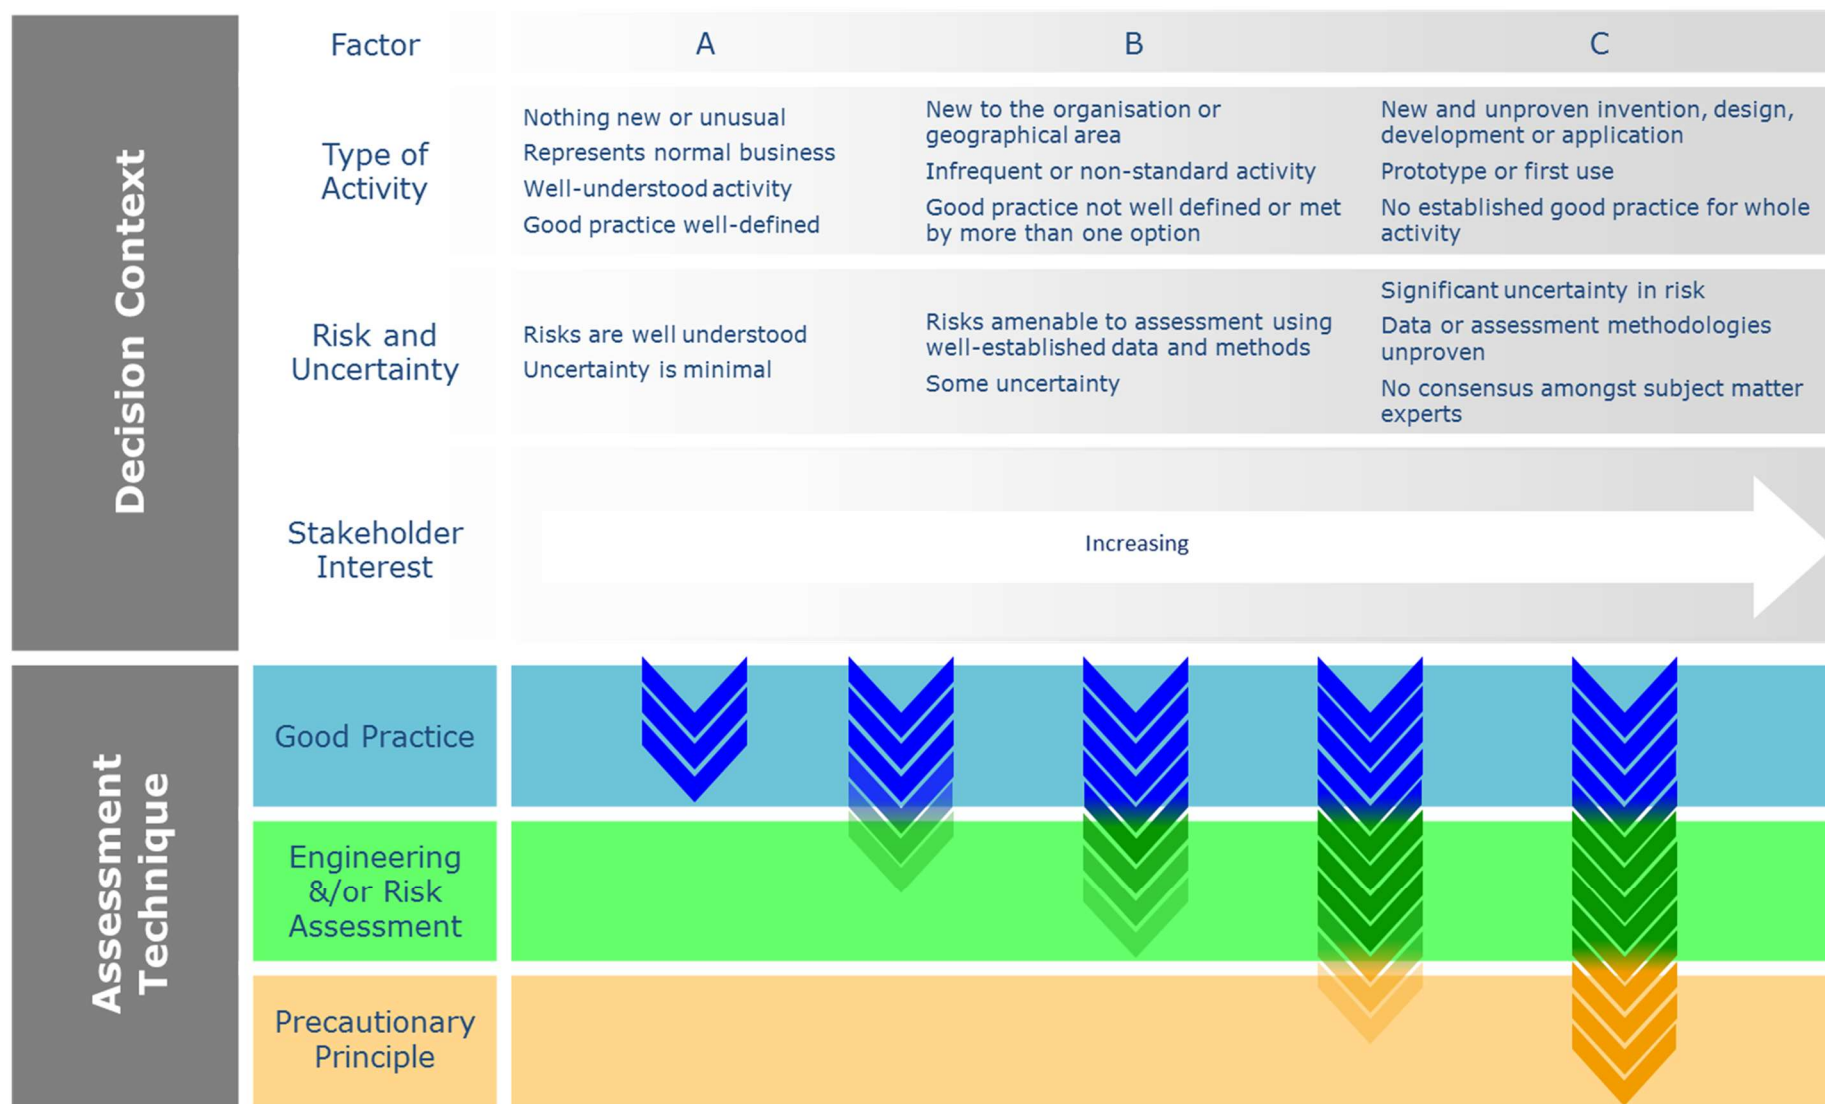 Decision Context
Factor
A
B
C
Type of
Activity
Nothing new or unusual
Represents normal business
Well-understood activity
Good practice well-defined
New to the organisation or
geographical area
Infrequent or non-standard activity
Good practice not well defined or met
by more than one option
New and unproven invention, design,
development or application
Prototype or first use
No established good practice for whole
activity
Risk and
Uncertainty
Risks are well understood
Uncertainty is minimal
Risks amenable to assessment using
well-established data and methods
Some uncertainty
Significant uncertainty in risk
Data or assessment methodologies
unproven
No consensus amongst subject matter
experts
Stakeholder
Interest
Increasing
Assessment
Technique
Good Practice
Engineering
&/or Risk
Assessment
Precautionary
Principle